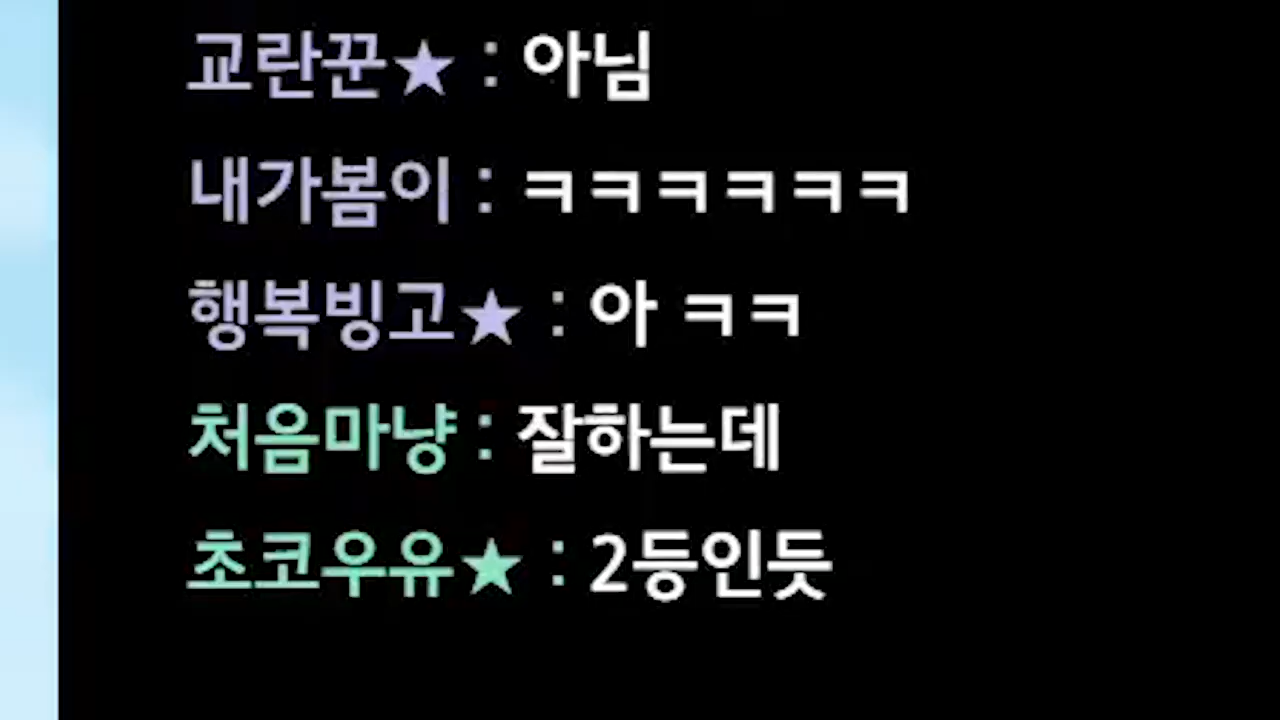 교란꾼★ : 아님
내가봄이 : ㅋㅋㅋㅋㅋㅋ
행복빙고★ : 아 ㅋㅋ
처음마냥 : 잘하는데
초코우유★ : 2등인듯